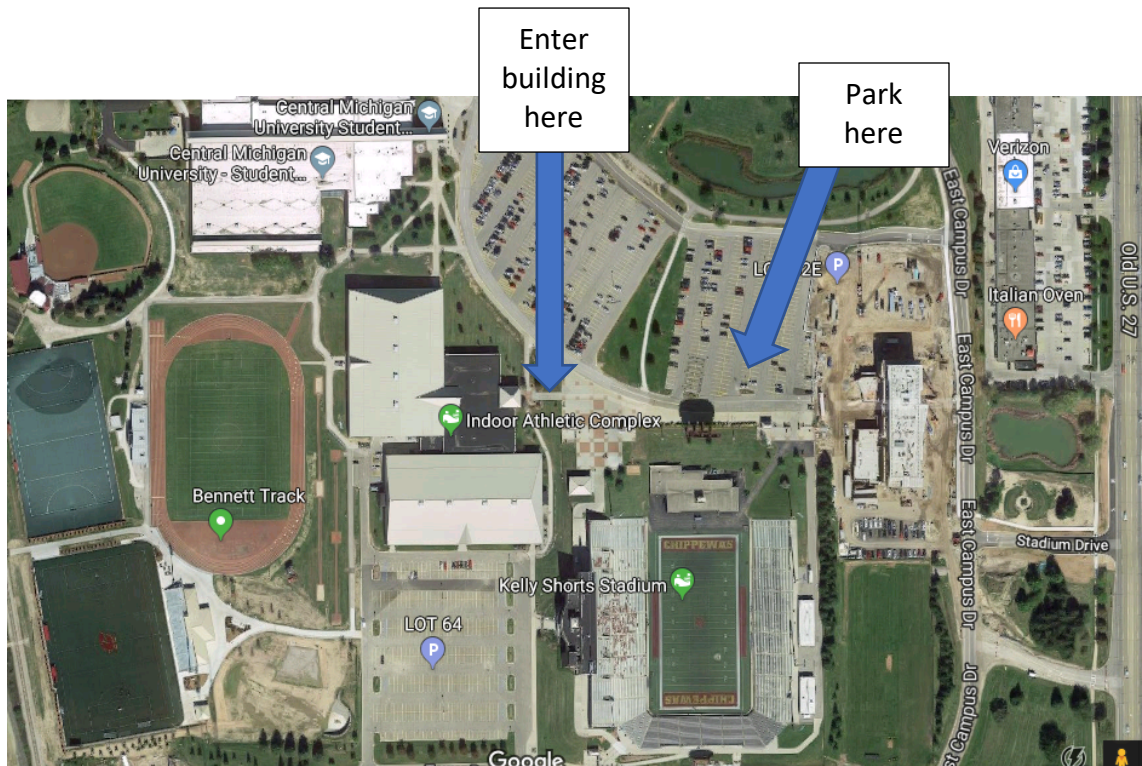 Enter
building
here
Park
here
Central Michigan
University Student...
Central Michigan
University - Student...
Verizon
East Campus Dr
Old U.S. 27
Italian Oven
East Campus Dr
Indoor Athletic Complex
Bennett Track
East Campus Dr
Stadium Drive
CHIPPEWAS
Kelly Shorts Stadium
LOT 64
P
P
CHIPPEWAS
East Campus Dr
Google